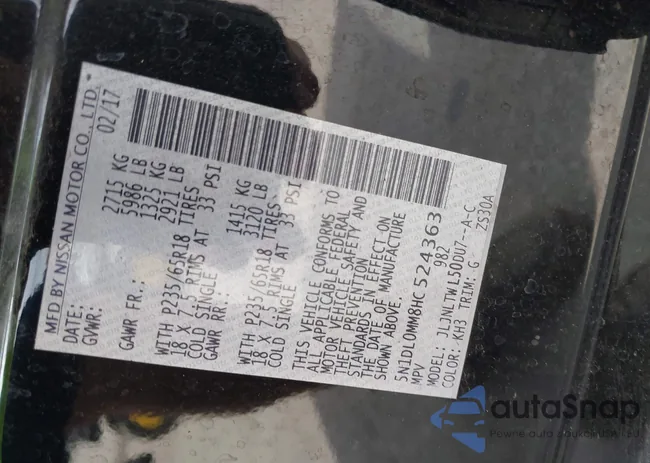 MFD BY NISSAN MOTOR CO., LTD.
DATE: 02/17
GVWR: 2715 KG
5986 LB
GAWR FR.: 1325 KG
2921 LB
WITH P235/65R18 TIRES
18 X 7.5 RIMS AT 33 PSI
COLD SINGLE
GAWR RR.: 1415 KG
3120 LB
WITH P235/65R18 TIRES
18 X 7.5 RIMS AT 33 PSI
COLD SINGLE
THIS VEHICLE CONFORMS TO
ALL APPLICABLE FEDERAL
MOTOR VEHICLE SAFETY AND
THEFT PREVENTION
STANDARDS IN EFFECT ON
THE DATE OF MANUFACTURE
SHOWN ABOVE.
5N1DL0MM8HC524363
MPV 982
MODEL: JL3NLTWL50DU7--A-C
COLOR: KH3 TRIM: G ZS30A
autaSnap